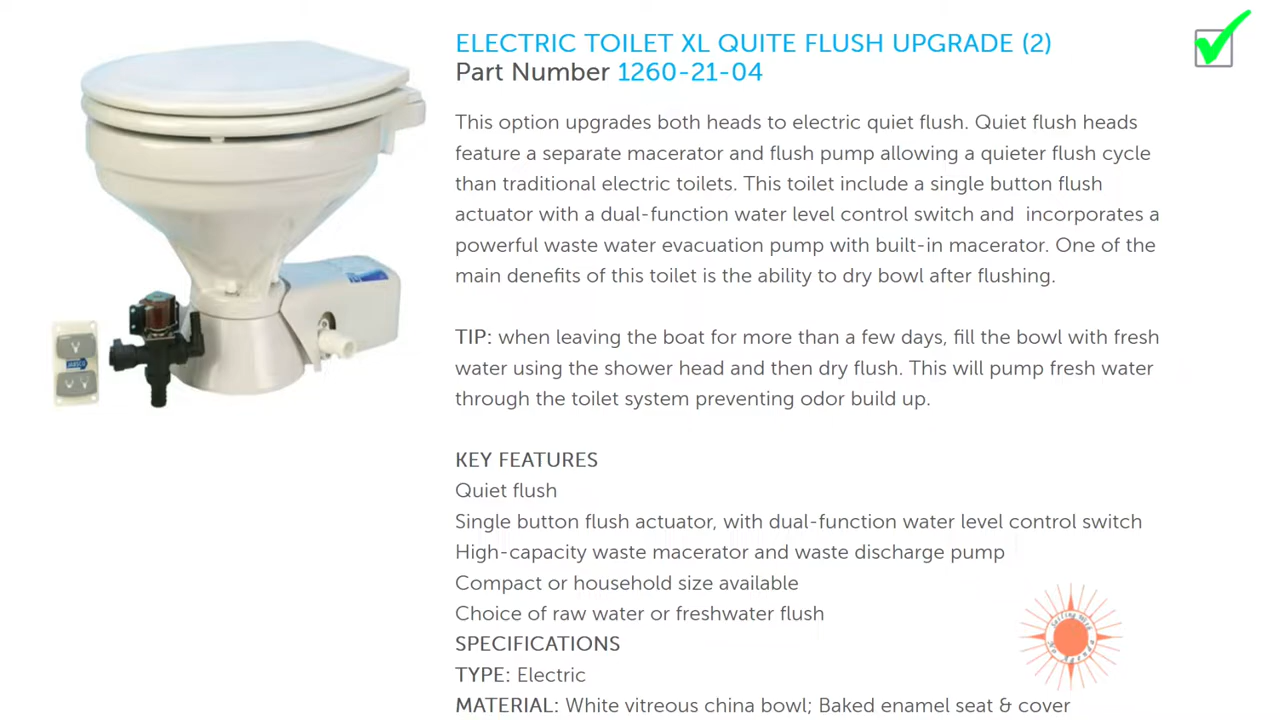 ELECTRIC TOILET XL QUITE FLUSH UPGRADE (2)
Part Number 1260-21-04
This option upgrades both heads to electric quiet flush. Quiet flush heads
feature a separate macerator and flush pump allowing a quieter flush cycle
than traditional electric toilets. This toilet include a single button flush
actuator with a dual-function water level control switch and incorporates a
powerful waste water evacuation pump with built-in macerator. One of the
main denefits of this toilet is the ability to dry bowl after flushing.
TIP: when leaving the boat for more than a few days, fill the bowl with fresh
water using the shower head and then dry flush. This will pump fresh water
through the toilet system preventing odor build up.
KEY FEATURES
Quiet flush
Single button flush actuator, with dual-function water level control switch
High-capacity waste macerator and waste discharge pump
Compact or household size available
Choice of raw water or freshwater flush
SPECIFICATIONS
TYPE: Electric
MATERIAL: White vitreous china bowl; Baked enamel seat & cover
JABSCO
Sailing With
No Agenda